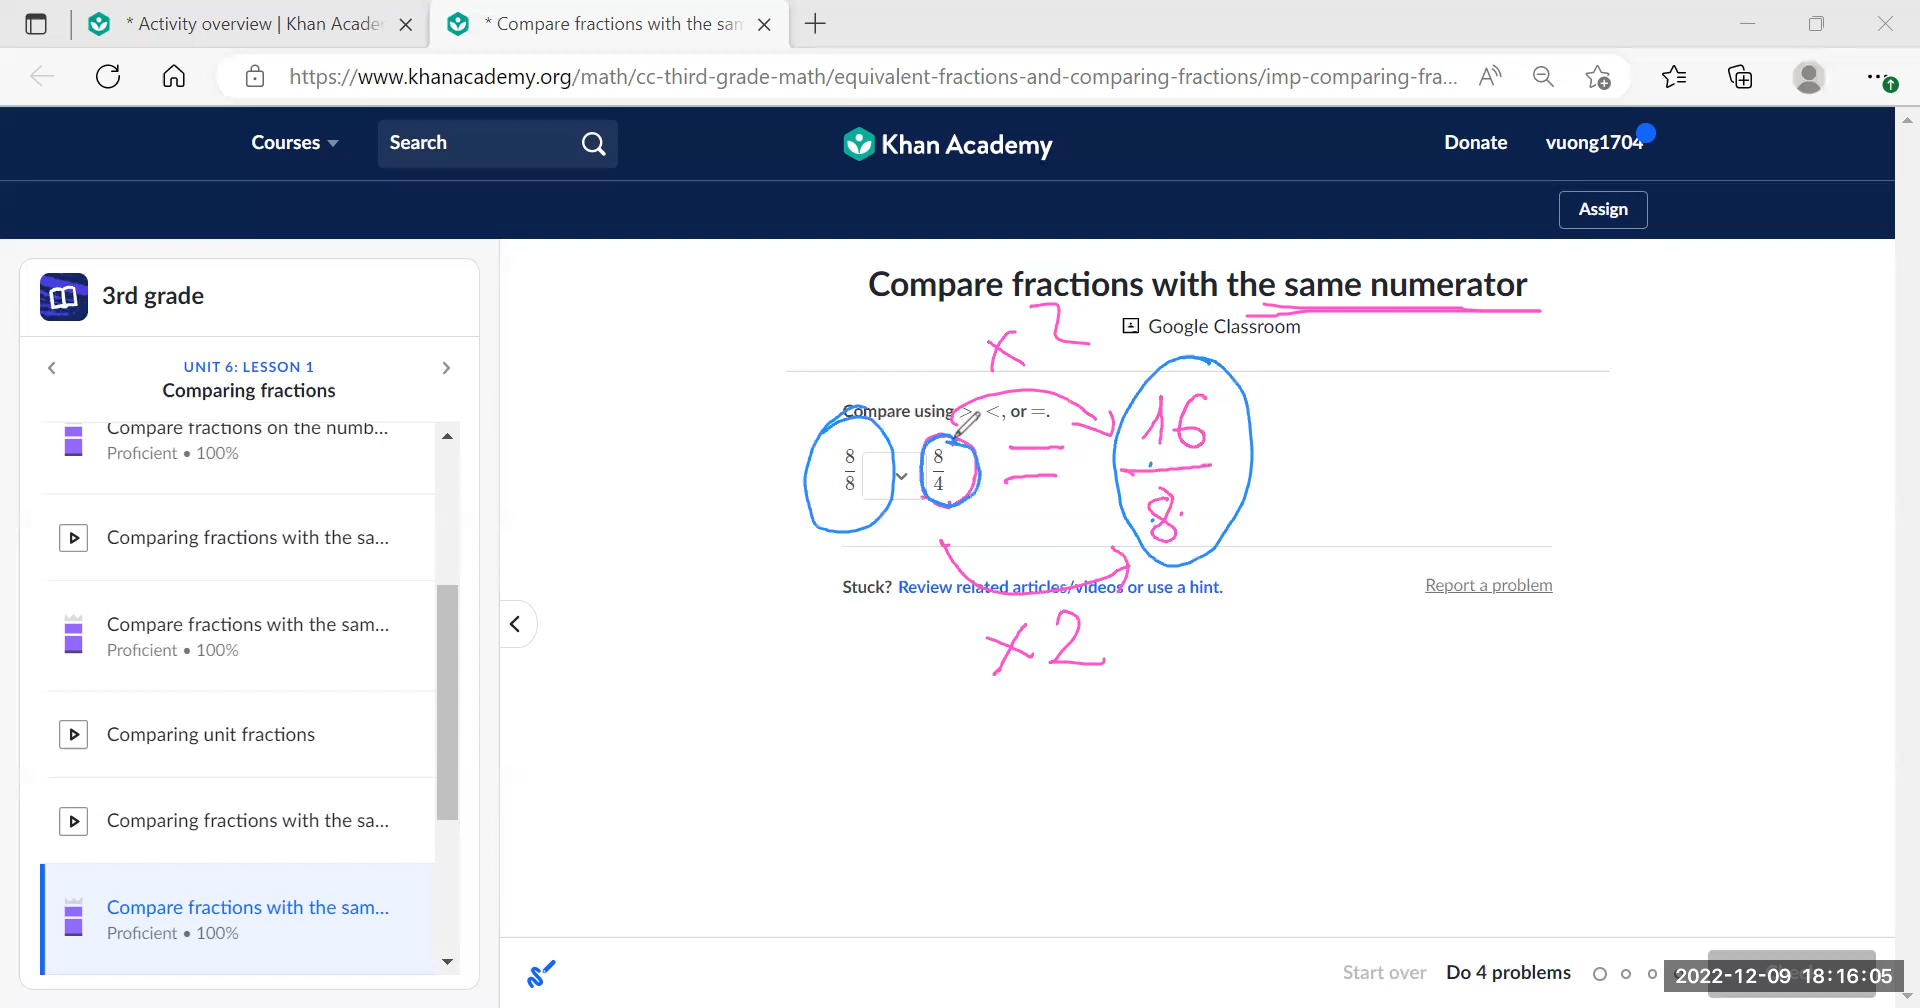 * Activity overview | Khan Acade
* Compare fractions with the sam
https://www.khanacademy.org/math/cc-third-grade-math/equivalent-fractions-and-comparing-fractions/imp-comparing-fra...
Courses
Search
Khan Academy
Donate
vuong1704
Assign
3rd grade
UNIT 6: LESSON 1
Comparing fractions
Compare fractions on the numb...
Proficient • 100%
Comparing fractions with the sa...
Compare fractions with the sam...
Proficient • 100%
Comparing unit fractions
Comparing fractions with the sa...
Compare fractions with the sam...
Proficient • 100%
Compare fractions with the same numerator
Google Classroom
x 2
Compare using >, <, or =.
8/8
8/4
=
16/8
Stuck? Review related articles/videos or use a hint.
Report a problem
x 2
Start over
Do 4 problems
2022-12-09 18:16:05